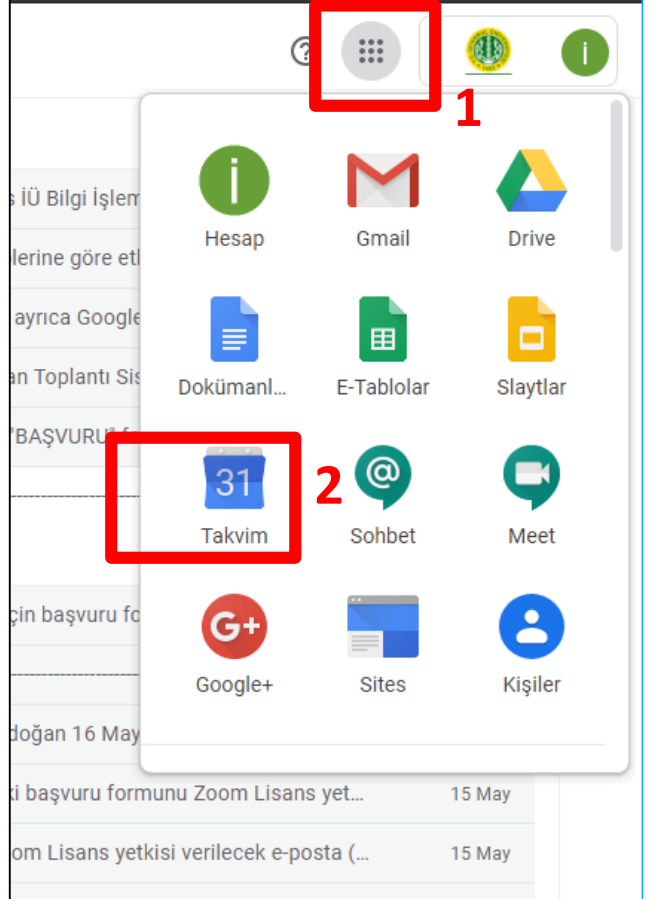 1
i
i
Hesap Gmail Drive
s İÜ Bilgi İşlem
lerine göre etl
ayrıca Google
Dokümanl... E-Tablolar Slaytlar
an Toplantı Sis
"BAŞVURU"
31
2
Takvim Sohbet Meet
çin başvuru fo
G+
Google+ Sites Kişiler
doğan 16 May
ki başvuru formunu Zoom Lisans yet... 15 May
om Lisans yetkisi verilecek e-posta (... 15 May